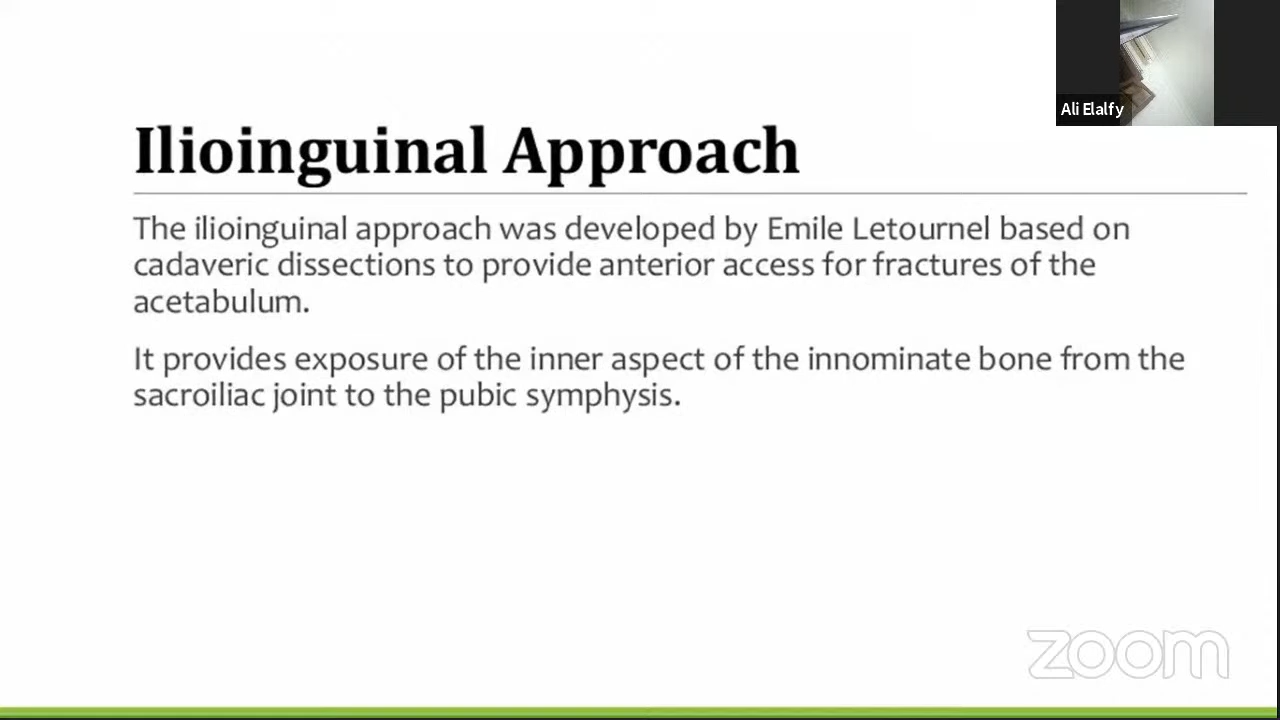 Ali Elalfy
Ilioinguinal Approach
The ilioinguinal approach was developed by Emile Letournel based on
cadaveric dissections to provide anterior access for fractures of the
acetabulum.
It provides exposure of the inner aspect of the innominate bone from the
sacroiliac joint to the pubic symphysis.
zoom